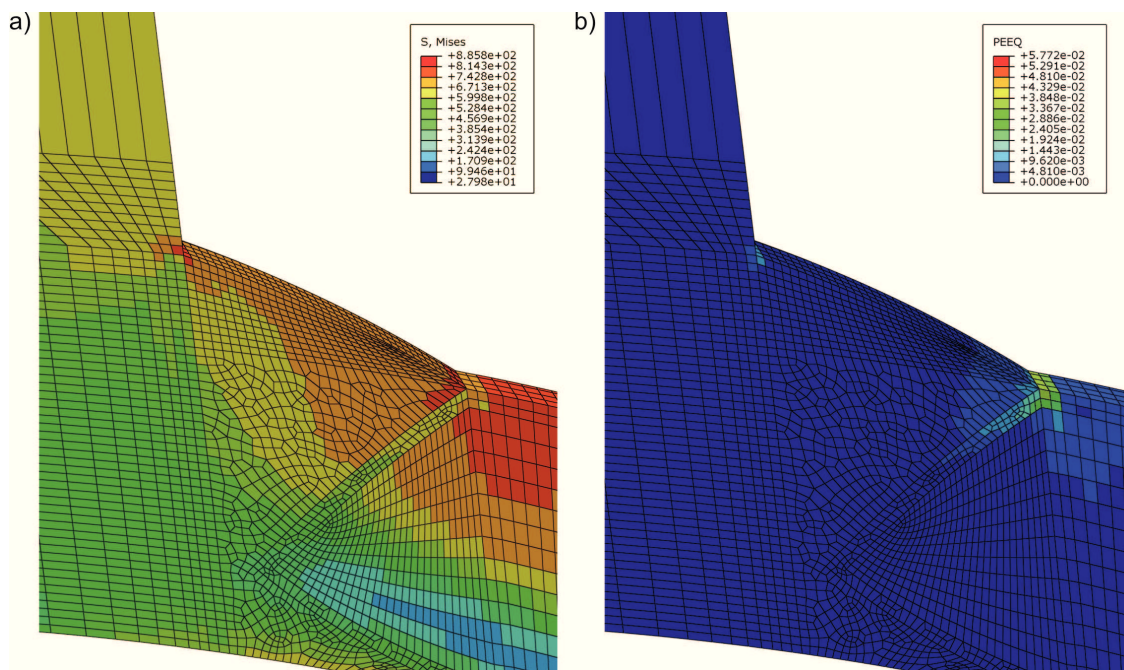 a)
S, Mises
+8.858e+02
+8.143e+02
+7.428e+02
+6.713e+02
+5.998e+02
+5.284e+02
+4.569e+02
+3.854e+02
+3.139e+02
+2.424e+02
+1.709e+02
+9.946e+01
+2.798e+01
b)
PEEQ
+5.772e-02
+5.291e-02
+4.810e-02
+4.329e-02
+3.848e-02
+3.367e-02
+2.886e-02
+2.405e-02
+1.924e-02
+1.443e-02
+9.620e-03
+4.810e-03
+0.000e+00